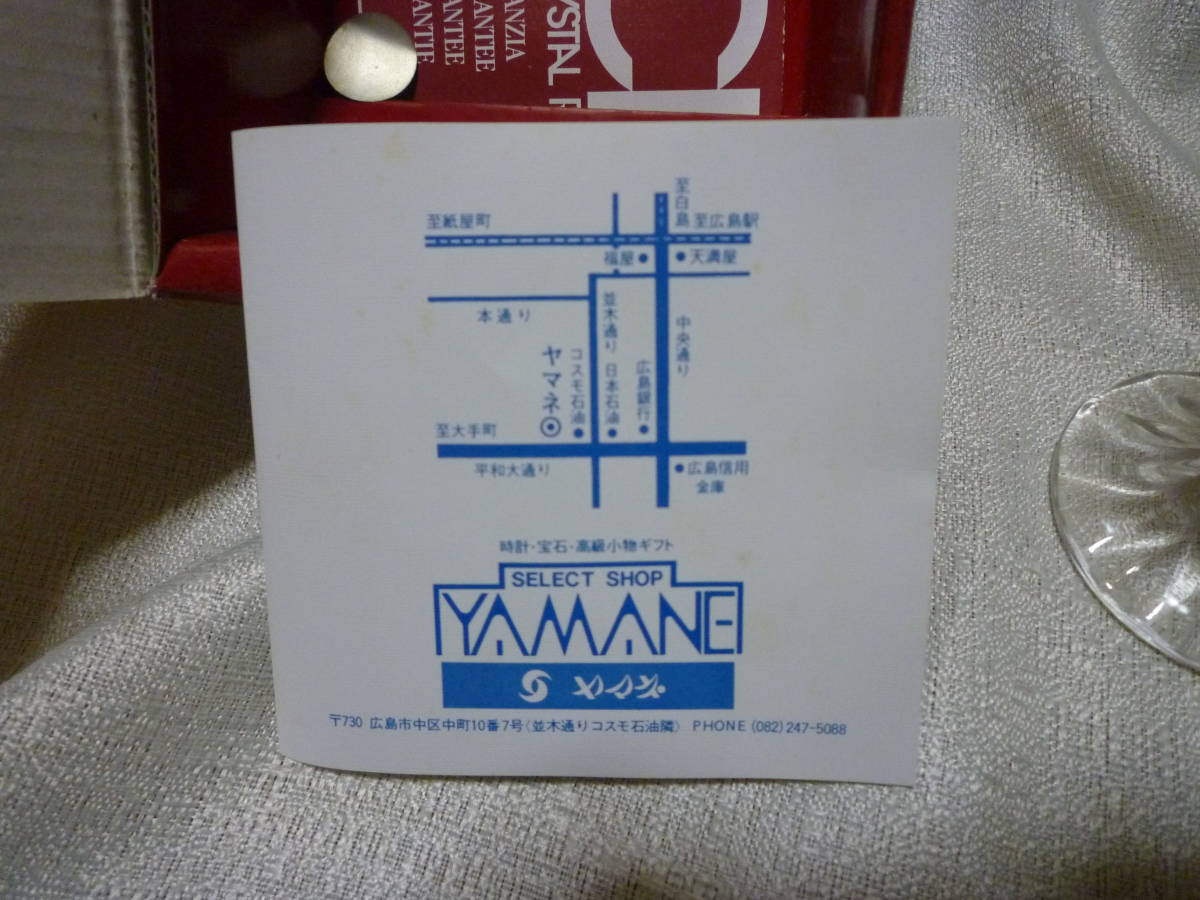 YSTAL
ANZIA
ANTEE
ANTEE
ANTIE
至白島
至紙屋町
至広島駅
福屋
天満屋
本通り
並木通り
中央通り
ヤマネ
コスモ石油
日本石油
広島銀行
至大手町
平和大通り
広島信用
金庫
時計・宝石・高級小物ギフト
SELECT SHOP
YAMANE
〒730 広島市中区中町10番7号〈並木通りコスモ石油隣〉 PHONE (082) 247-5088